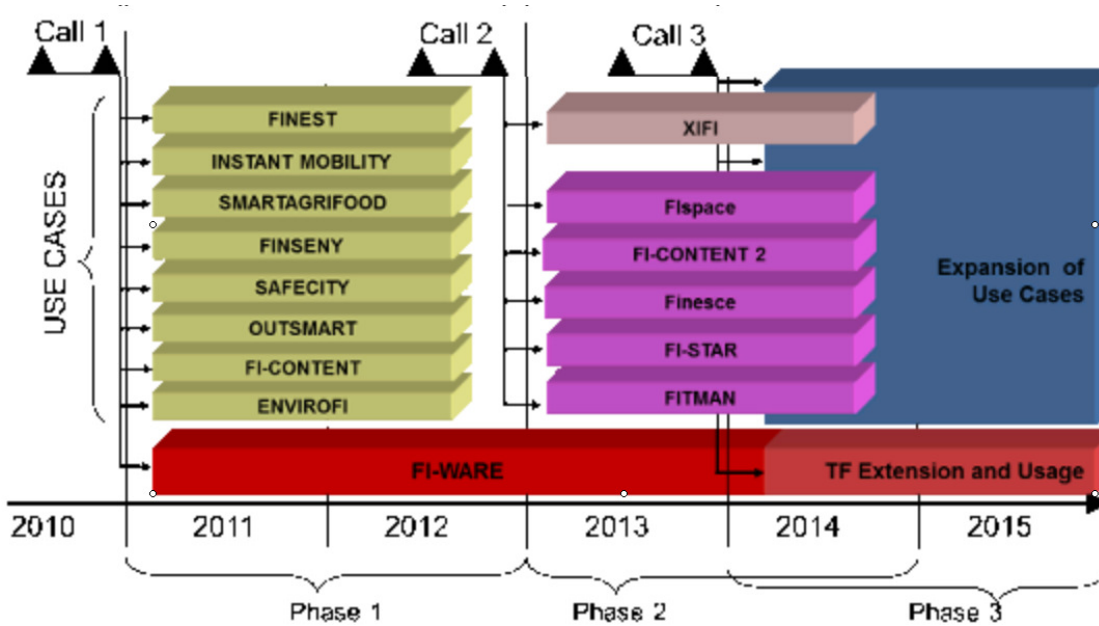 Call 1
Call 2
Call 3
USE CASES
FINEST
INSTANT MOBILITY
SMARTAGRIFOOD
FINSENY
SAFECITY
OUTSMART
FI-CONTENT
ENVIROFI
XIFI
FIspace
FI-CONTENT 2
Finesce
FI-STAR
FITMAN
Expansion of
Use Cases
FI-WARE
TF Extension and Usage
2010
2011
2012
2013
2014
2015
Phase 1
Phase 2
Phase 3